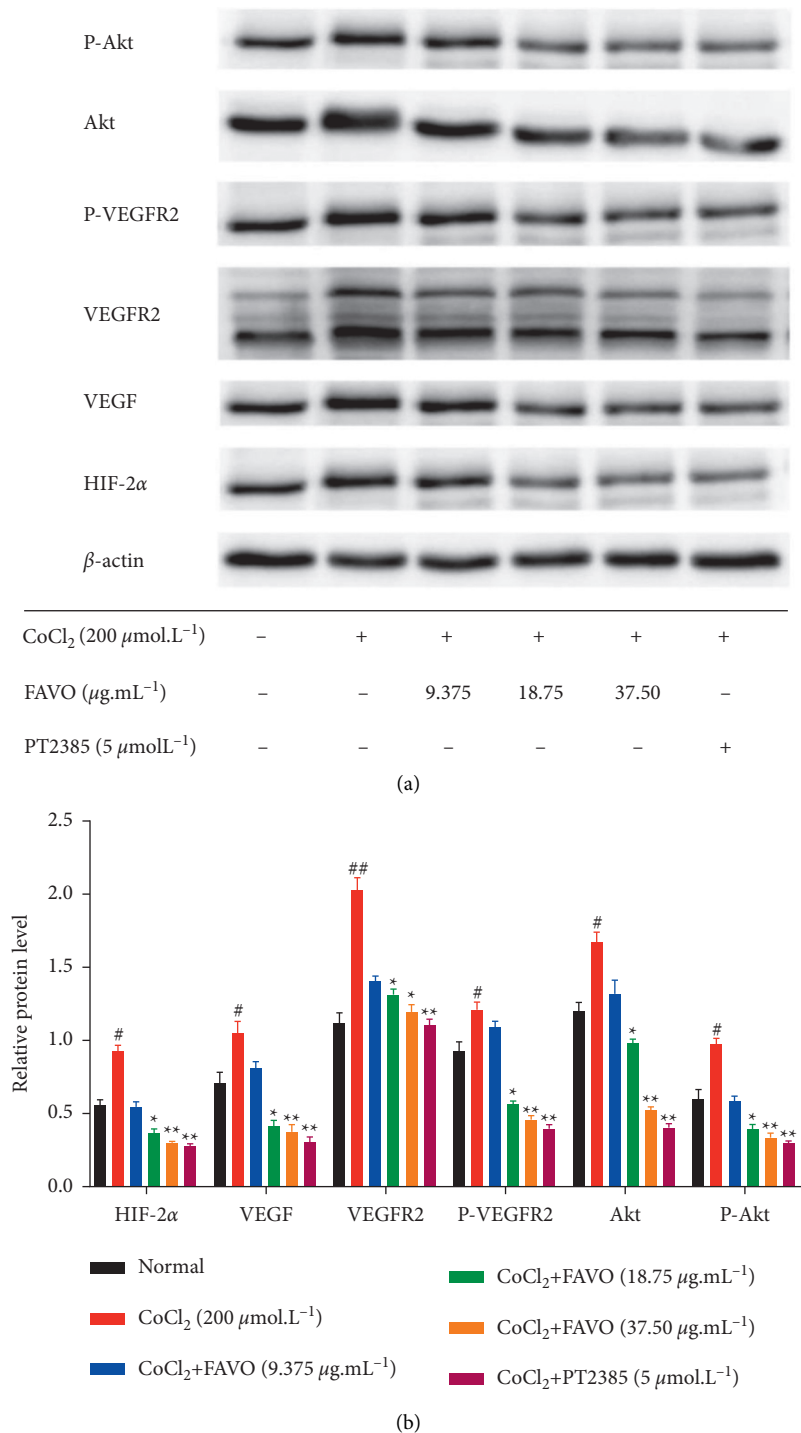 P-Akt
Akt
P-VEGFR2
VEGFR2
VEGF
HIF-2α
β-actin
CoCl₂ (200 μmol.L⁻¹) – + + + + +
FAVO (μg.mL⁻¹) – – 9.375 18.75 37.50 –
PT2385 (5 μmolL⁻¹) – – – – – +
(a)
2.5
2.0
1.5
1.0
0.5
0.0
Relative protein level
# * ** **
# * ** **
## * * **
# * ** **
# * ** **
# * ** **
HIF-2α VEGF VEGFR2 P-VEGFR2 Akt P-Akt
Normal
CoCl₂ (200 μmol.L⁻¹)
CoCl₂+FAVO (9.375 μg.mL⁻¹)
CoCl₂+FAVO (18.75 μg.mL⁻¹)
CoCl₂+FAVO (37.50 μg.mL⁻¹)
CoCl₂+PT2385 (5 μmol.L⁻¹)
(b)